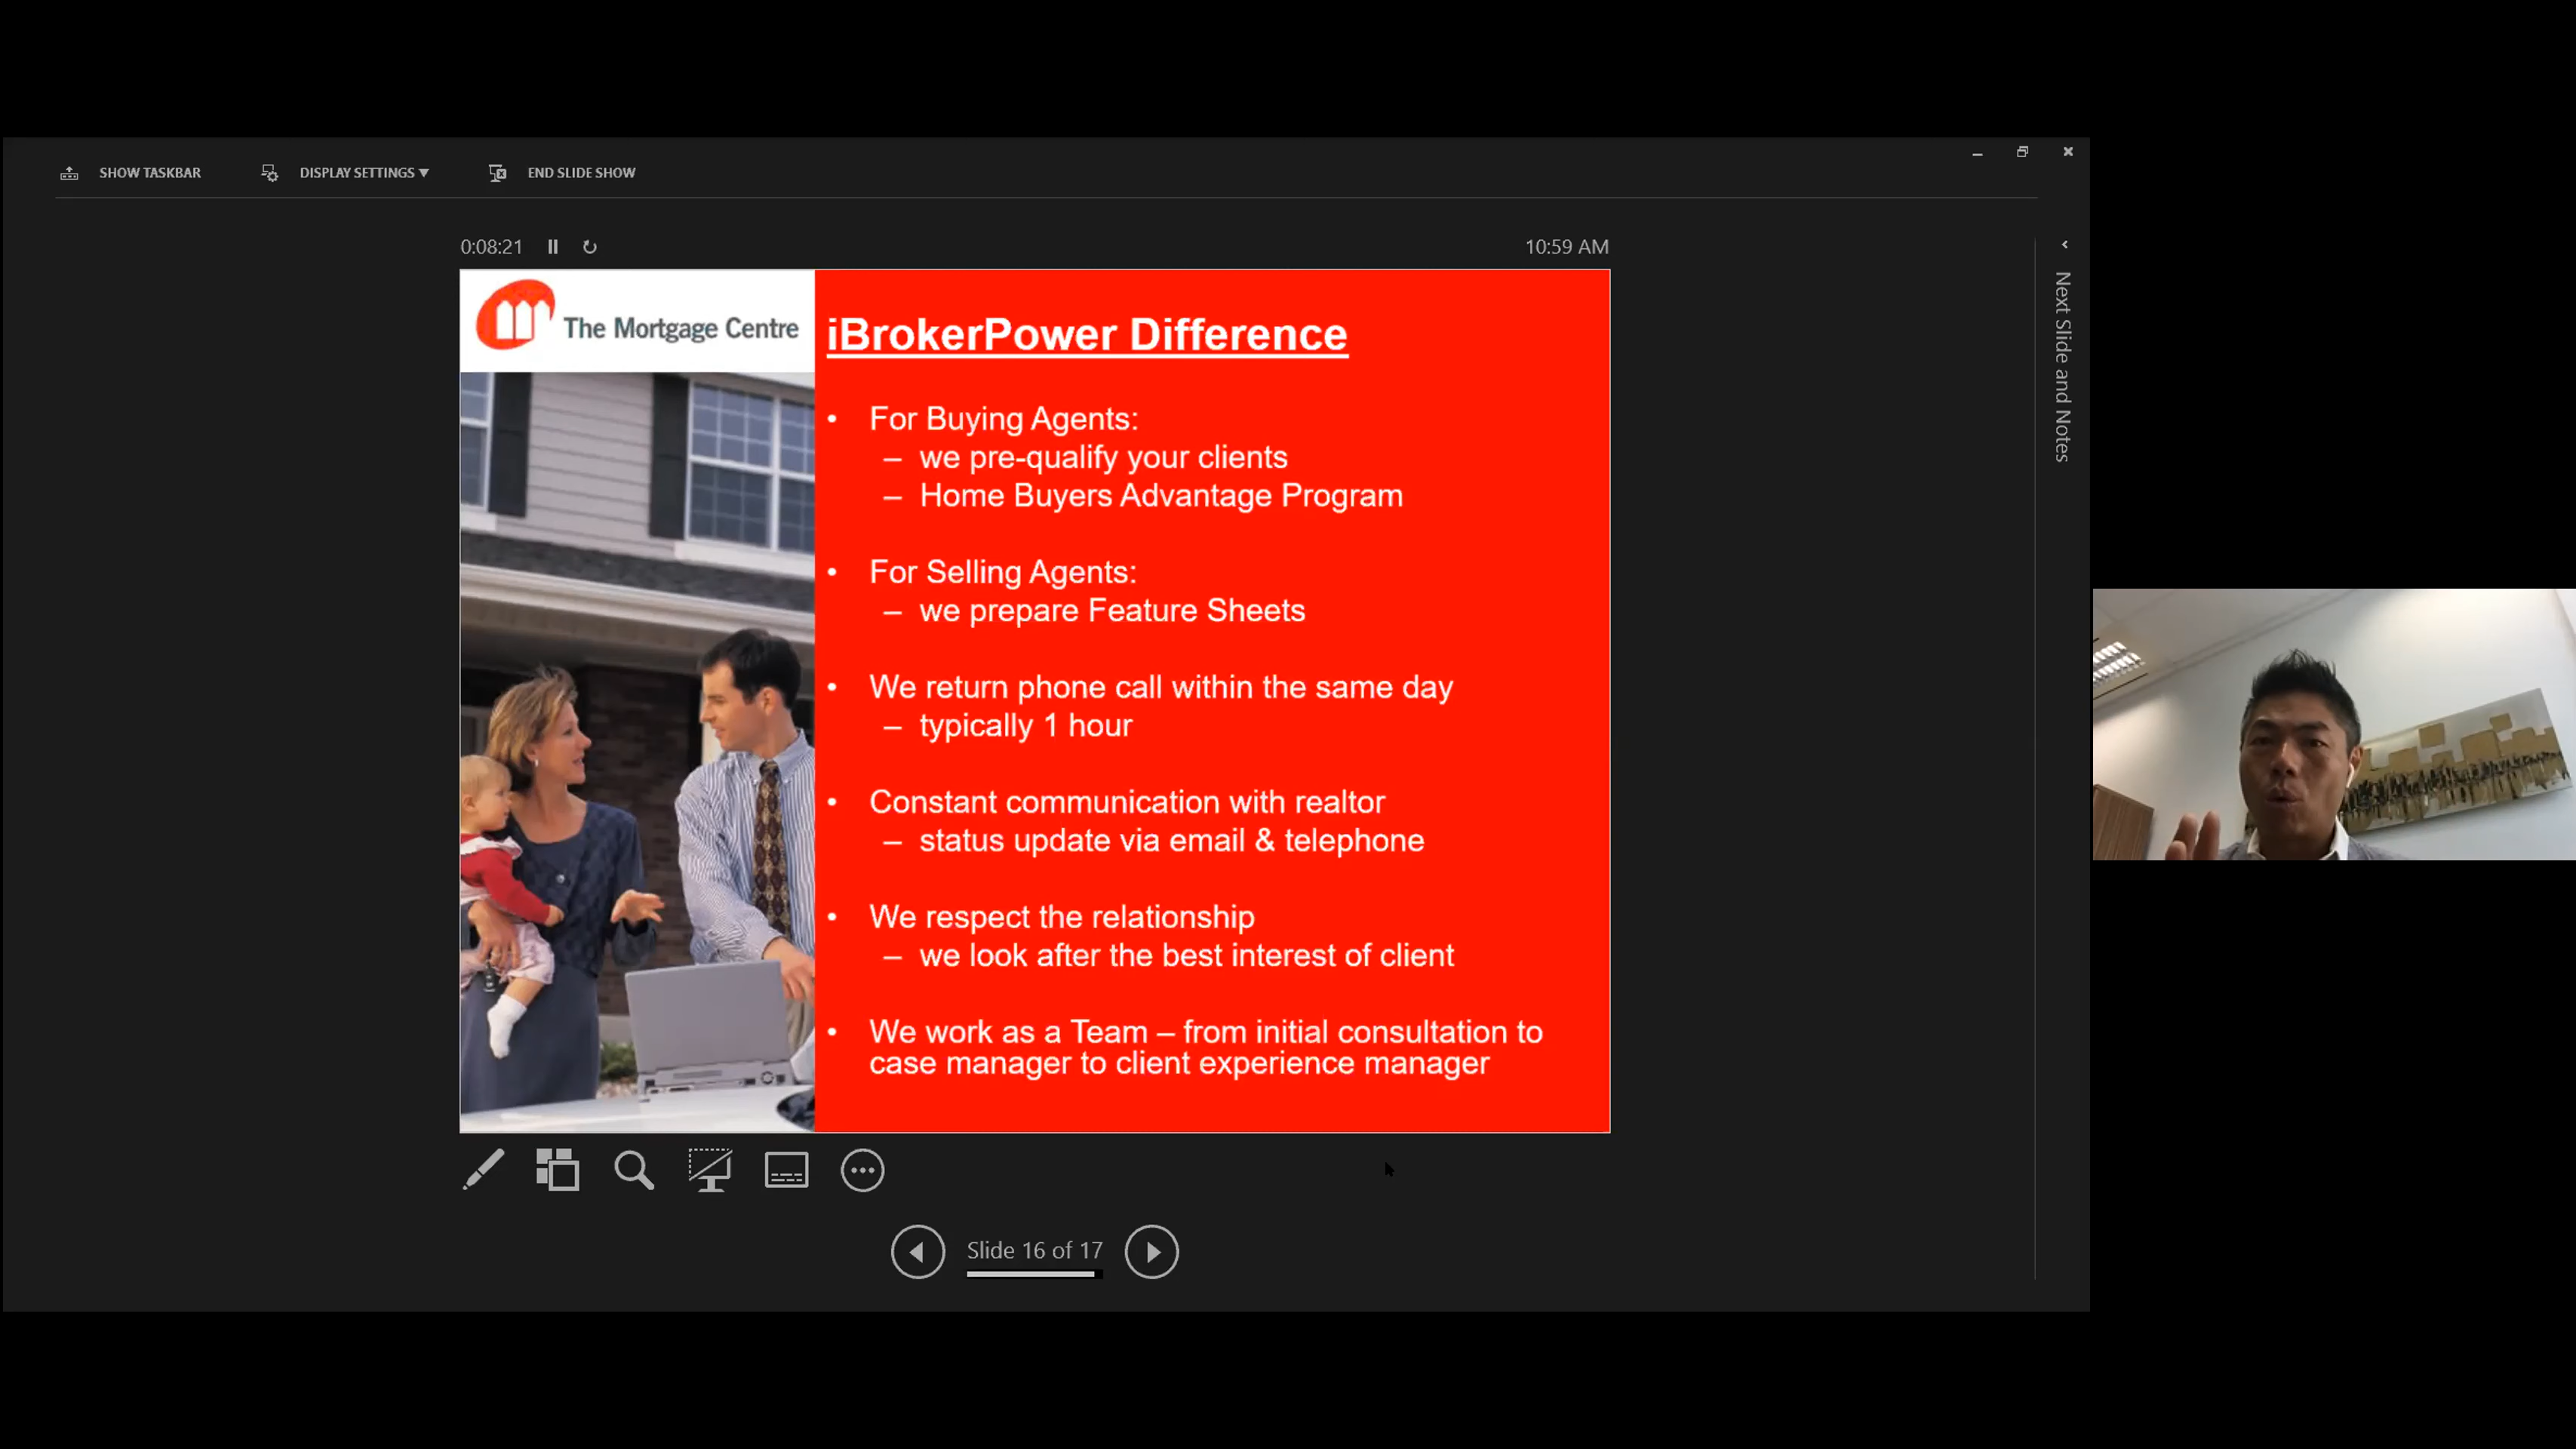 SHOW TASKBAR
DISPLAY SETTINGS ▼
END SLIDE SHOW
0:08:21
10:59 AM
The Mortgage Centre
iBrokerPower Difference
• For Buying Agents:
– we pre-qualify your clients
– Home Buyers Advantage Program
• For Selling Agents:
– we prepare Feature Sheets
• We return phone call within the same day
– typically 1 hour
• Constant communication with realtor
– status update via email & telephone
• We respect the relationship
– we look after the best interest of client
• We work as a Team – from initial consultation to
case manager to client experience manager
Slide 16 of 17
Next Slide and Notes